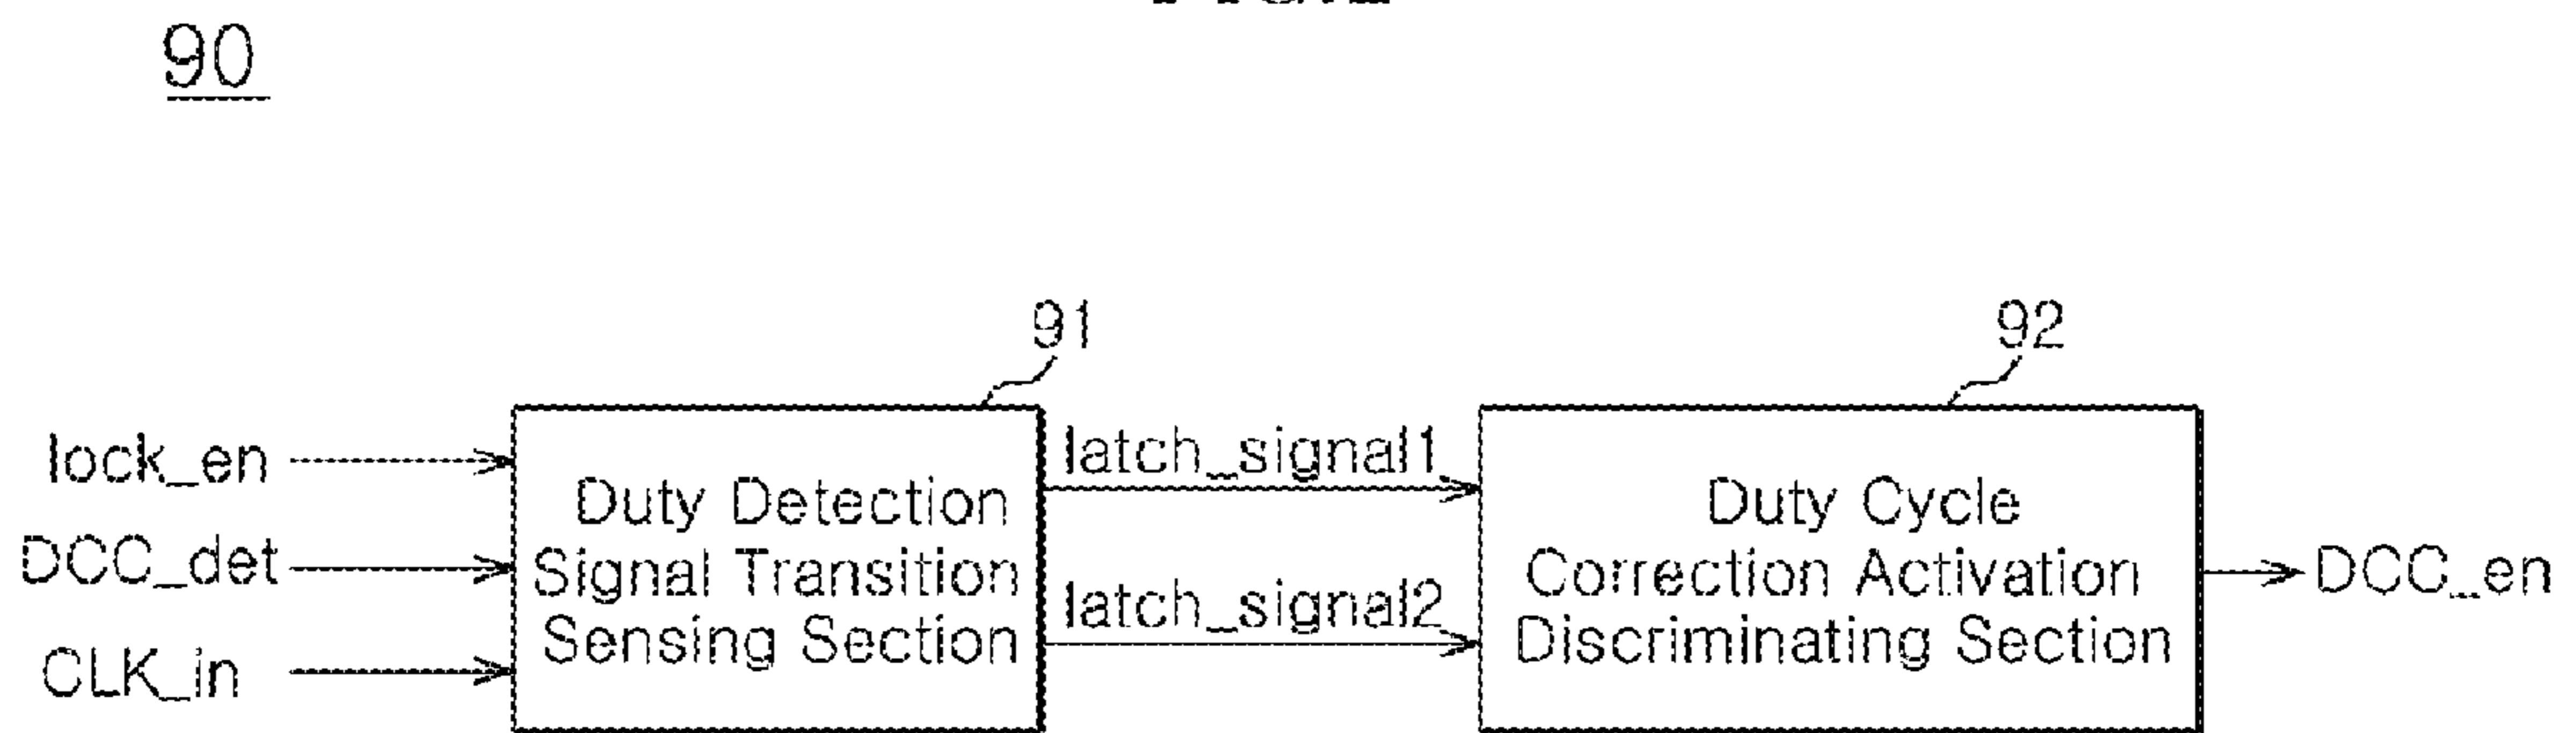 90
91
92
lock_en
DCC_det
CLK_in
Duty Detection
Signal Transition
Sensing Section
latch_signal1
latch_signal2
Duty Cycle
Correction Activation
Discriminating Section
DCC_en